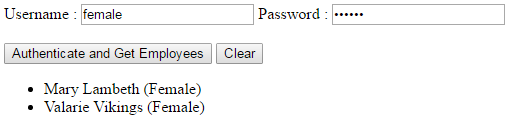 Username : female Password : ••••••
Authenticate and Get Employees Clear
• Mary Lambeth (Female)
• Valarie Vikings (Female)